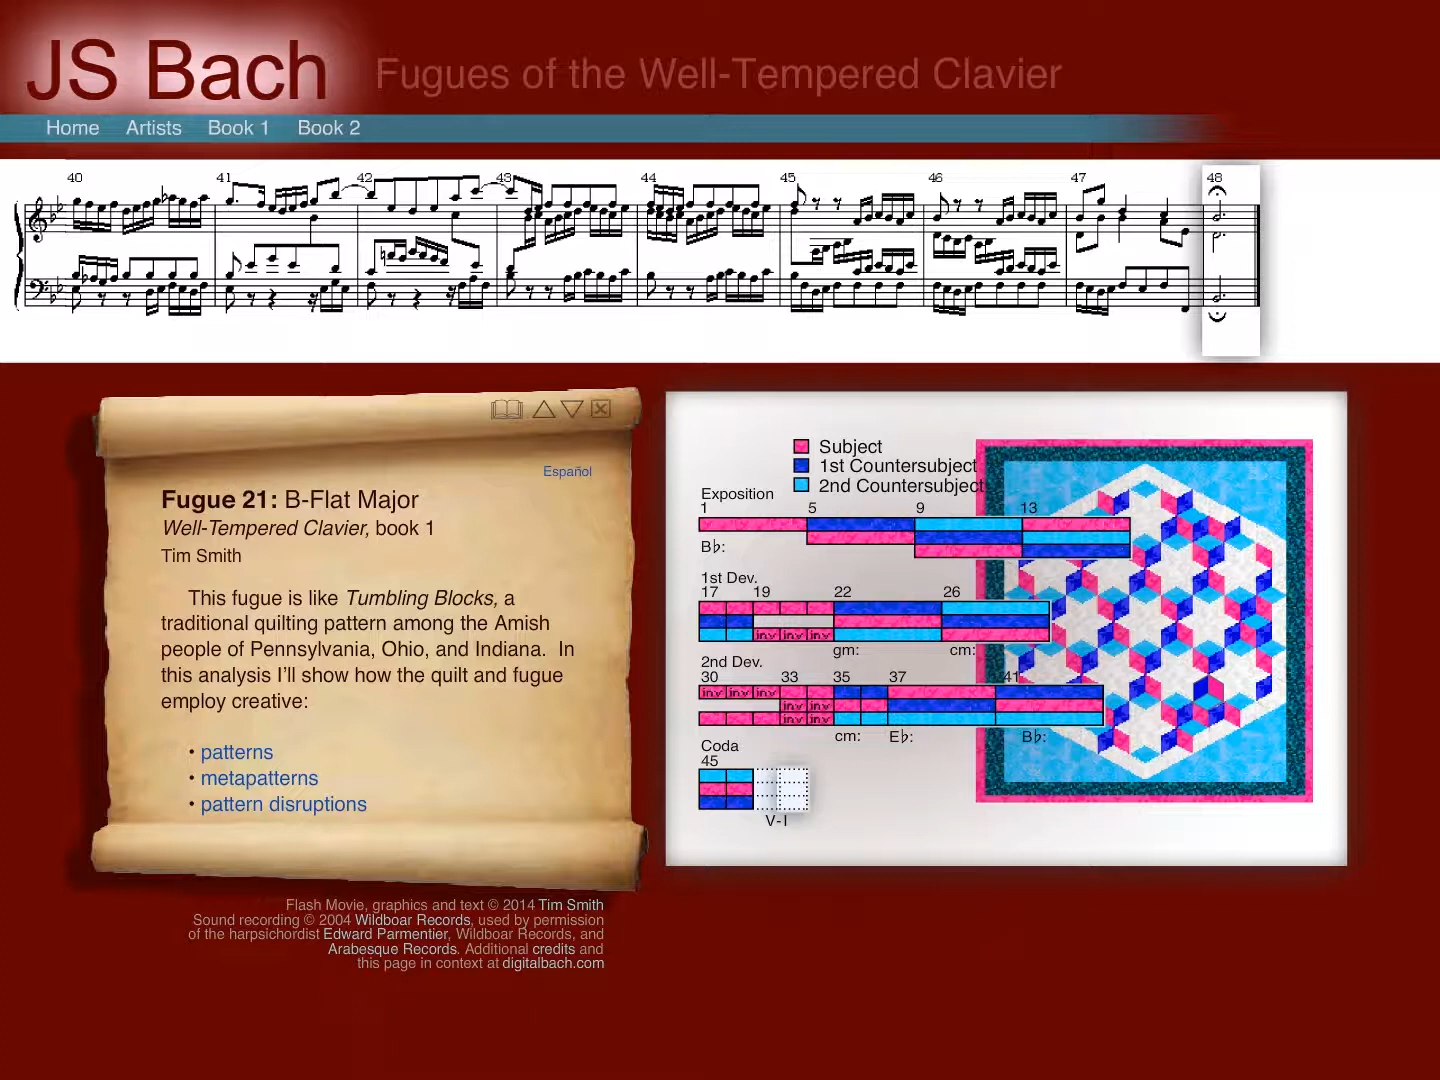 JS Bach
Fugues of the Well-Tempered Clavier
Home Artists Book 1 Book 2
40 41 42 43 44 45 46 47 48
Español
Fugue 21: B-Flat Major
Well-Tempered Clavier, book 1
Tim Smith
This fugue is like Tumbling Blocks, a
traditional quilting pattern among the Amish
people of Pennsylvania, Ohio, and Indiana. In
this analysis I'll show how the quilt and fugue
employ creative:
• patterns
• metapatterns
• pattern disruptions
Flash Movie, graphics and text © 2014 Tim Smith
Sound recording © 2004 Wildboar Records, used by permission
of the harpsichordist Edward Parmentier, Wildboar Records, and
Arabesque Records. Additional credits and
this page in context at digitalbach.com
Subject
1st Countersubject
2nd Countersubject
Exposition
1 5 9 13
B♭:
1st Dev.
17 19 22 26
inv inv inv
gm: cm:
2nd Dev.
30 33 35 37 41
inv inv inv
inv inv
inv inv
cm: E♭: B♭:
Coda
45
V-I